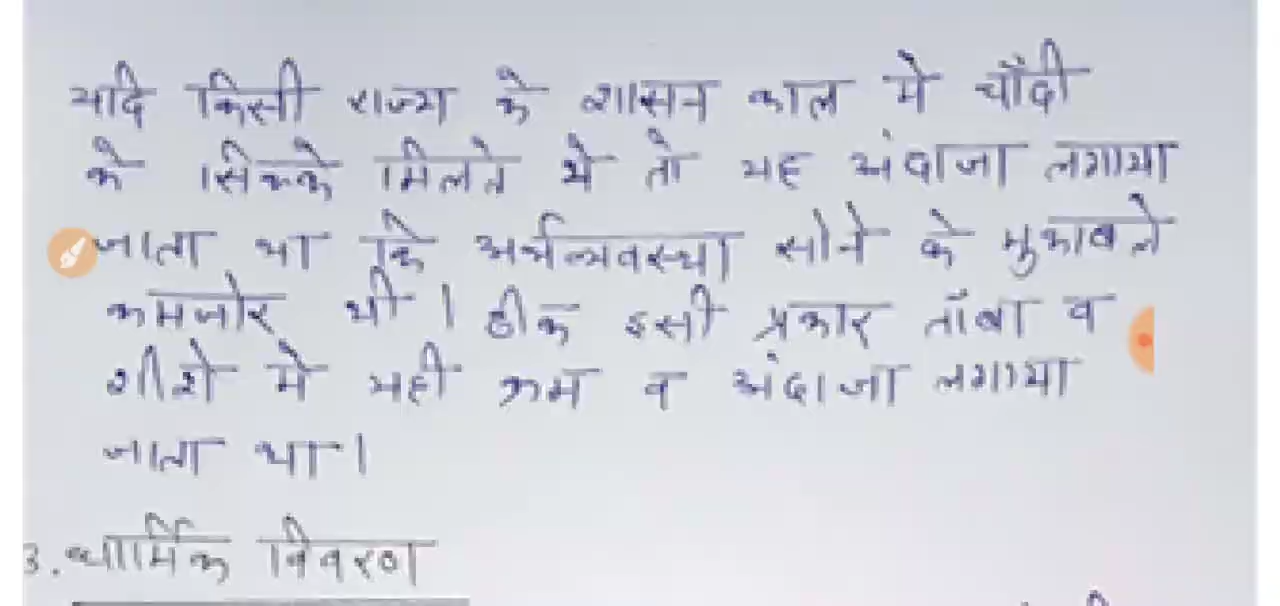 यदि किसी राज्य के शासन काल मे चाँदी
के सिक्के मिलते थे तो यह अंदाजा लगाया
जाता था कि अर्थव्यवस्था सोने के मुकाबले
कमजोर थी। ठीक इसी प्रकार ताँबा व
शीशे मे यही क्रम व अंदाजा लगाया
जाता था।
3. धार्मिक विवरण